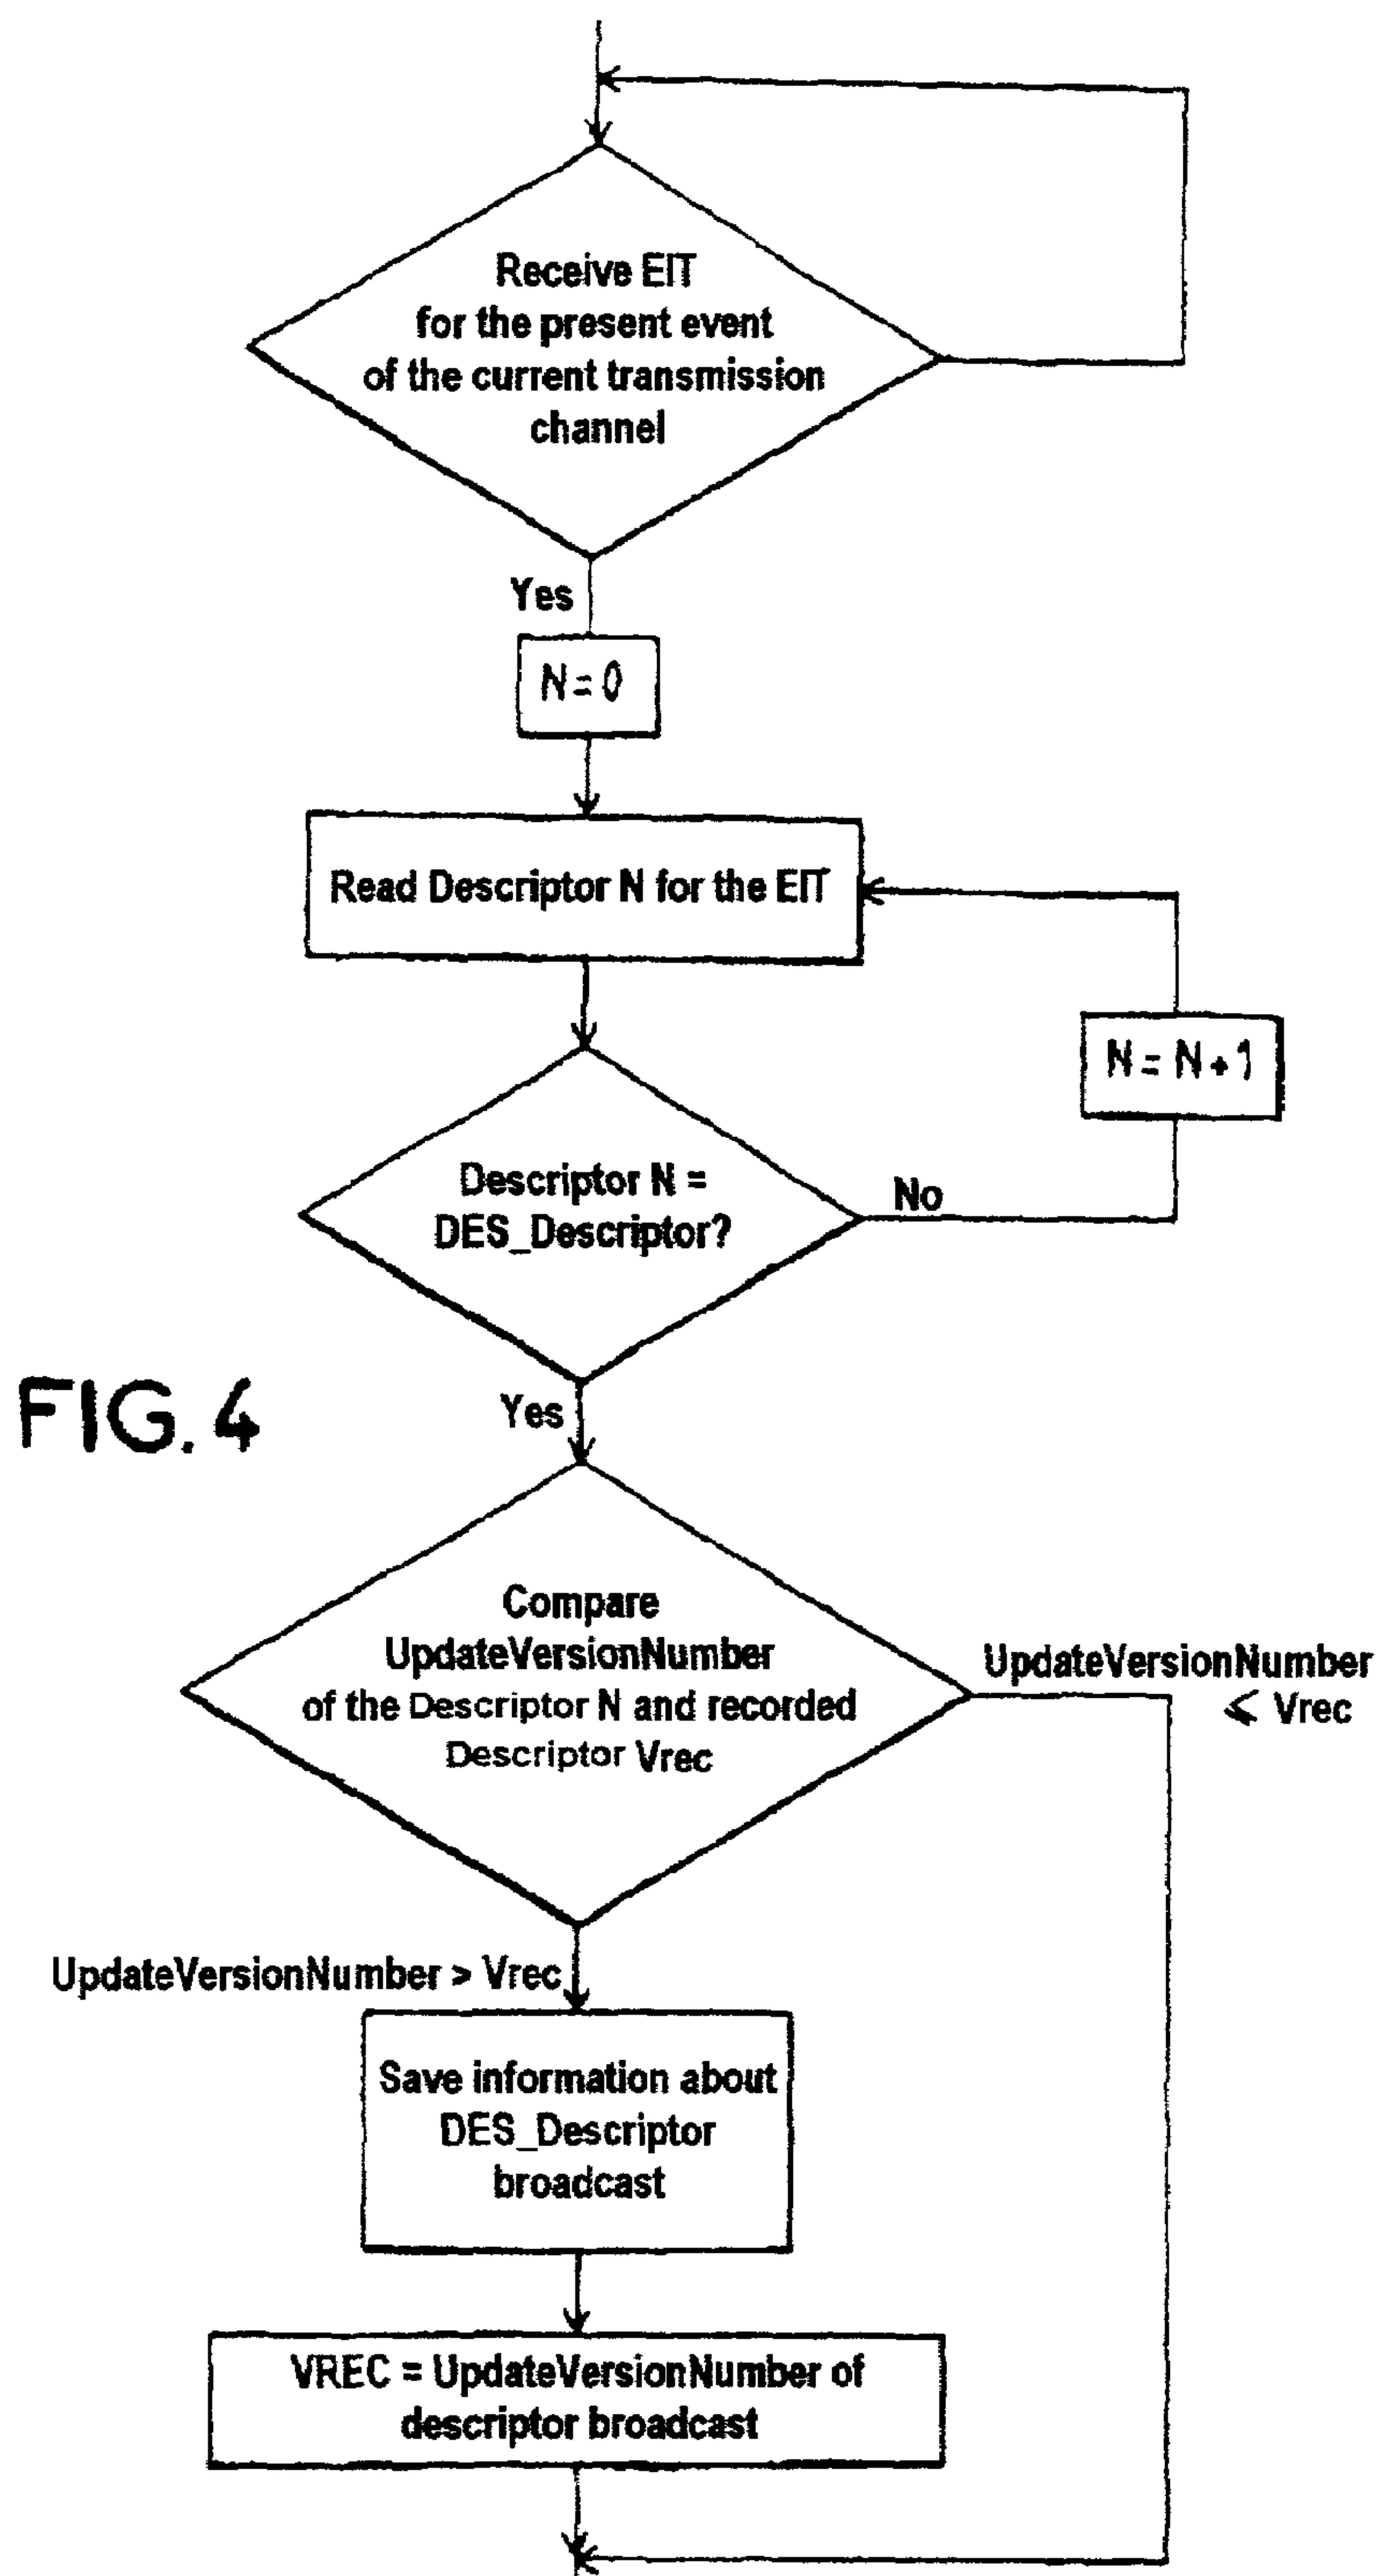 Receive EIT
for the present event
of the current transmission
channel
Yes
N = 0
Read Descriptor N for the EIT
N = N + 1
Descriptor N =
DES_Descriptor?
No
FIG. 4
Yes
Compare
UpdateVersionNumber
of the Descriptor N and recorded
Descriptor Vrec
UpdateVersionNumber
⩽ Vrec
UpdateVersionNumber > Vrec
Save information about
DES_Descriptor
broadcast
VREC = UpdateVersionNumber of
descriptor broadcast